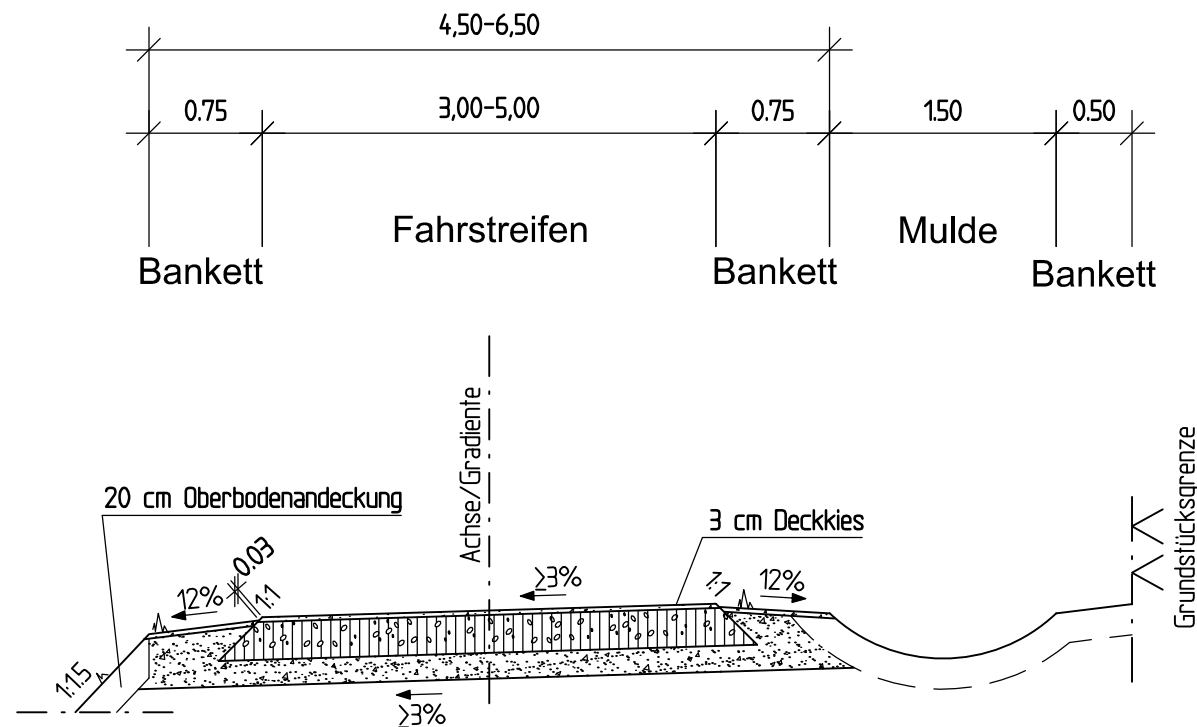 4,50-6,50
0.75
3,00-5,00
0.75
1.50
0.50
Fahrstreifen
Mulde
Bankett
Bankett
Bankett
Achse/Gradiente
Grundstücksgrenze
20 cm Oberbodenandeckung
3 cm Deckkies
0.03
12%
1:1
≥3%
1:1
12%
1:1.5
≥3%